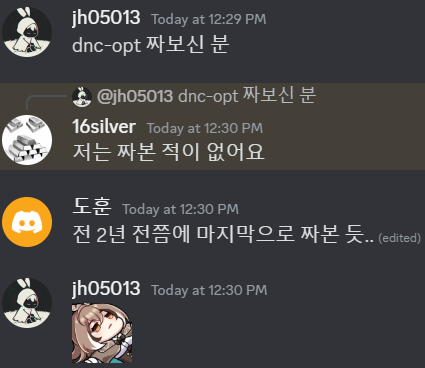 jh05013 Today at 12:29 PM
dnc-opt 짜보신 분
@jh05013 dnc-opt 짜보신 분
16silver Today at 12:30 PM
저는 짜본 적이 없어요
도훈 Today at 12:30 PM
전 2년 전쯤에 마지막으로 짜본 듯.. (edited)
jh05013 Today at 12:30 PM